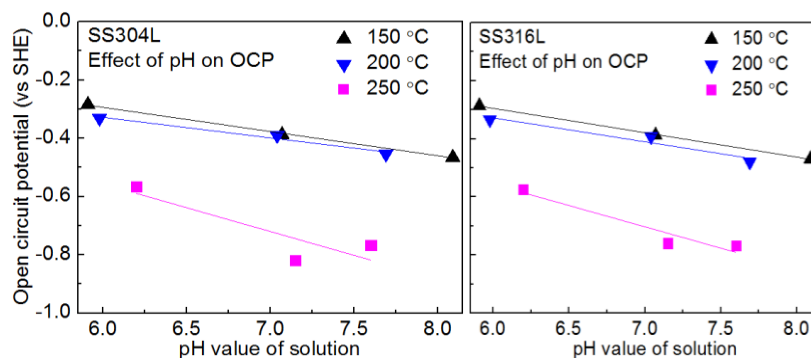 SS304L
Effect of pH on OCP
150 °C
200 °C
250 °C
Open circuit potential (vs SHE)
0.0
-0.2
-0.4
-0.6
-0.8
-1.0
6.0 6.5 7.0 7.5 8.0
pH value of solution
SS316L
Effect of pH on OCP
150 °C
200 °C
250 °C
6.0 6.5 7.0 7.5 8.0
pH value of solution